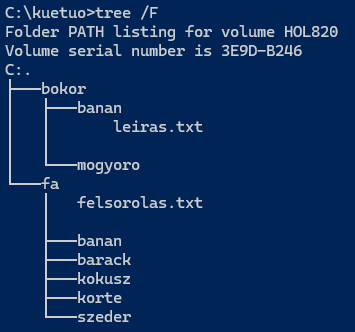 C:\kuetuo>tree /F
Folder PATH listing for volume HOL820
Volume serial number is 3E9D-B246
C:.
├───bokor
│   ├───banan
│   │       leiras.txt
│   │
│   └───mogyoro
└───fa
    │   felsorolas.txt
    │
    ├───banan
    ├───barack
    ├───kokusz
    ├───korte
    └───szeder